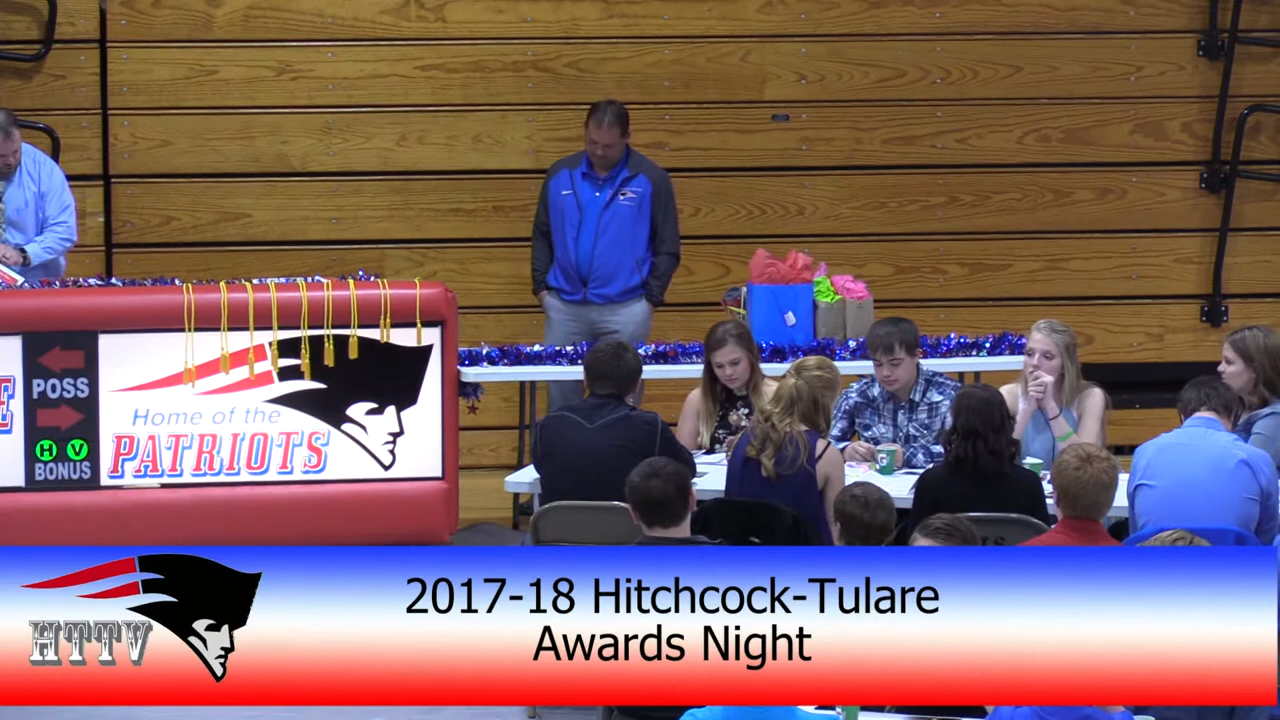 POSS
H V
BONUS
Home of the
PATRIOTS
2017-18 Hitchcock-Tulare
Awards Night
HTTV